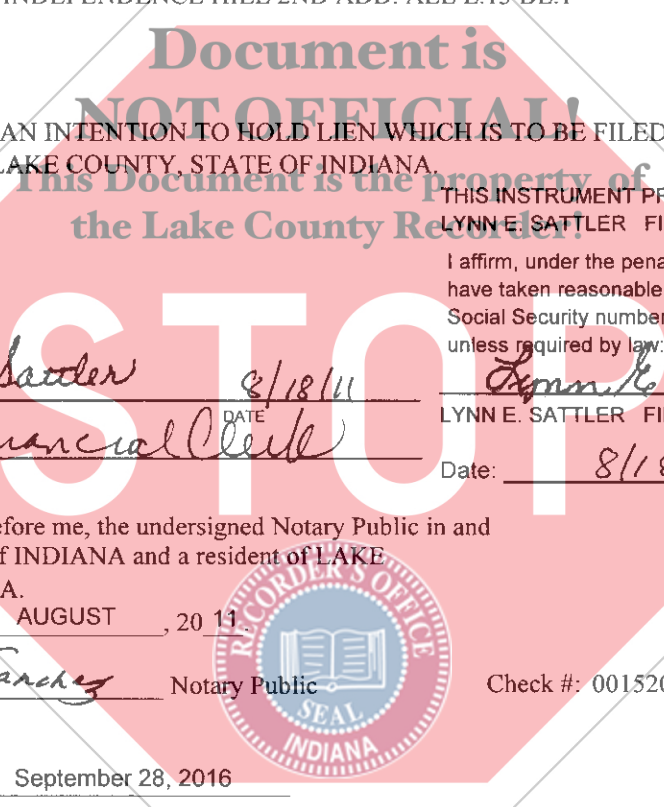 INDEPENDENCE HILL 2ND ADD. ALL L.15 BL.1
Document is
NOT OFFICIAL!
AN INTENTION TO HOLD LIEN WHICH IS TO BE FILED
LAKE COUNTY, STATE OF INDIANA.
This Document is the property of
the Lake County Recorder!
THIS INSTRUMENT PR
LYNN E. SATTLER FI
I affirm, under the pena
have taken reasonable
Social Security number
unless required by law:
STOP
Sattler 8/18/11
DATE
Financial Clerk
Lynn E.
LYNN E. SATTLER FI
Date: 8/18
efore me, the undersigned Notary Public in and
f INDIANA and a resident of LAKE
A.
AUGUST , 20 11.
Sanchez Notary Public
Check #: 001520
RECORDER'S OFFICE
SEAL
INDIANA
September 28, 2016